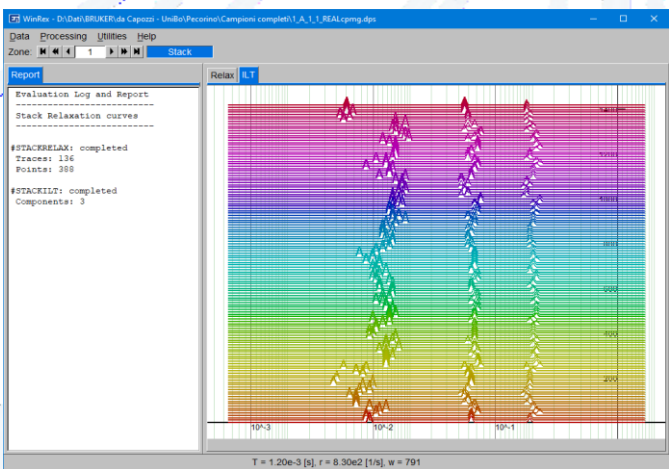 WinRex - D:\Dati\BRUKER\da Capozzi - UniBo\Pecorino\Campioni completi\1_A_1_1_REALcpmg.dps
Data Processing Utilities Help
Zone: 1 Stack
Report
Relax ILT
Evaluation Log and Report
---------------------------
Stack Relaxation curves
---------------------------
#STACKRELAX: completed
Traces: 136
Points: 388
#STACKILT: completed
Components: 3
1400
1200
1000
800
600
400
200
10^-3 10^-2 10^-1
T = 1.20e-3 [s], r = 8.30e2 [1/s], w = 791